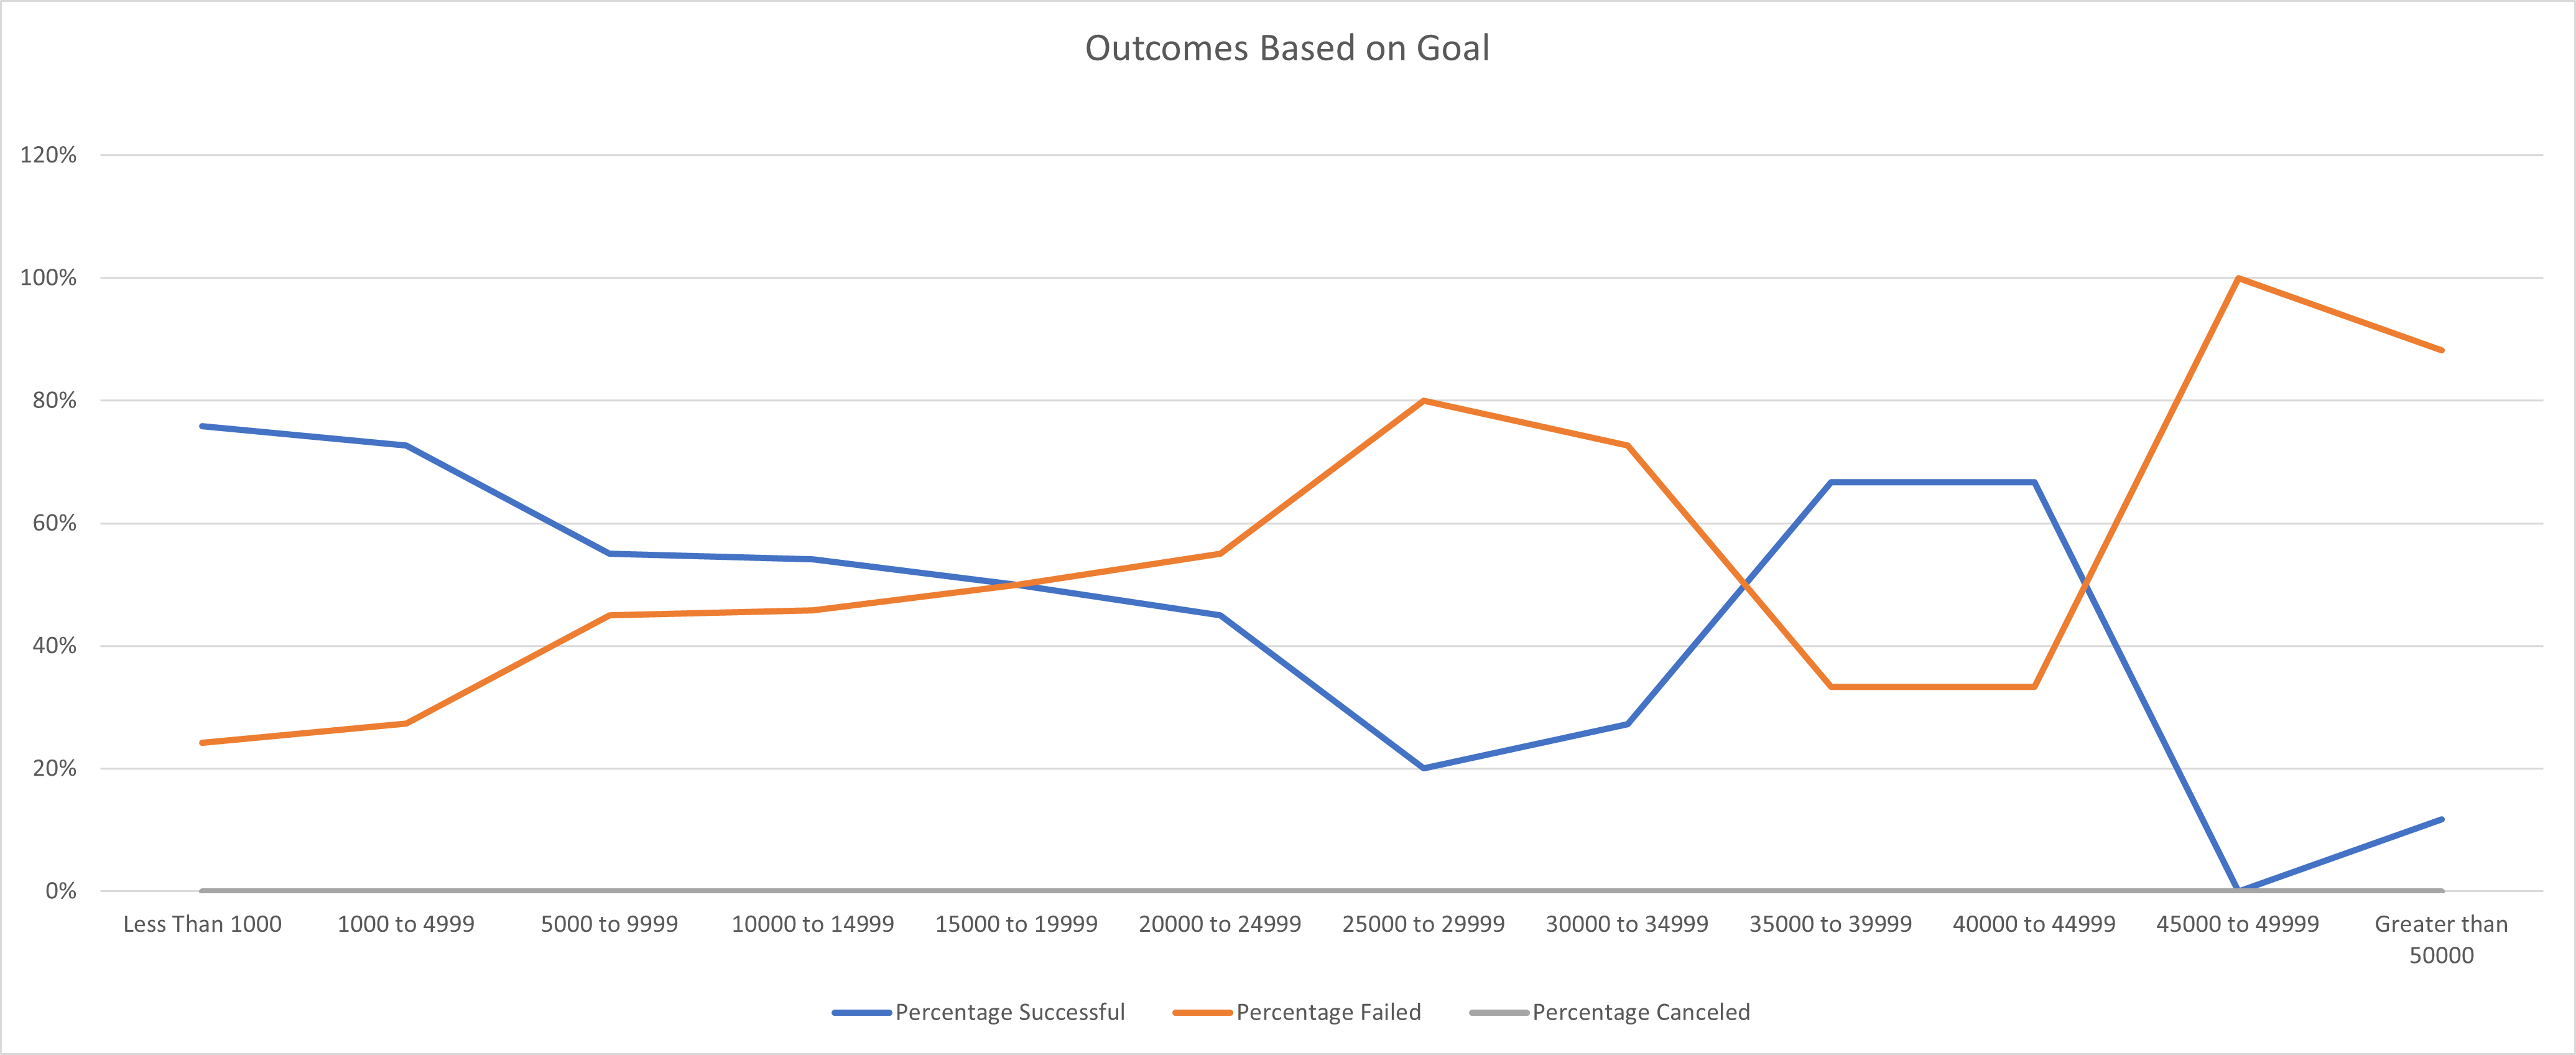 Outcomes Based on Goal
120%
100%
80%
60%
40%
20%
0%
Less Than 1000
1000 to 4999
5000 to 9999
10000 to 14999
15000 to 19999
20000 to 24999
25000 to 29999
30000 to 34999
35000 to 39999
40000 to 44999
45000 to 49999
Greater than
50000
Percentage Successful
Percentage Failed
Percentage Canceled